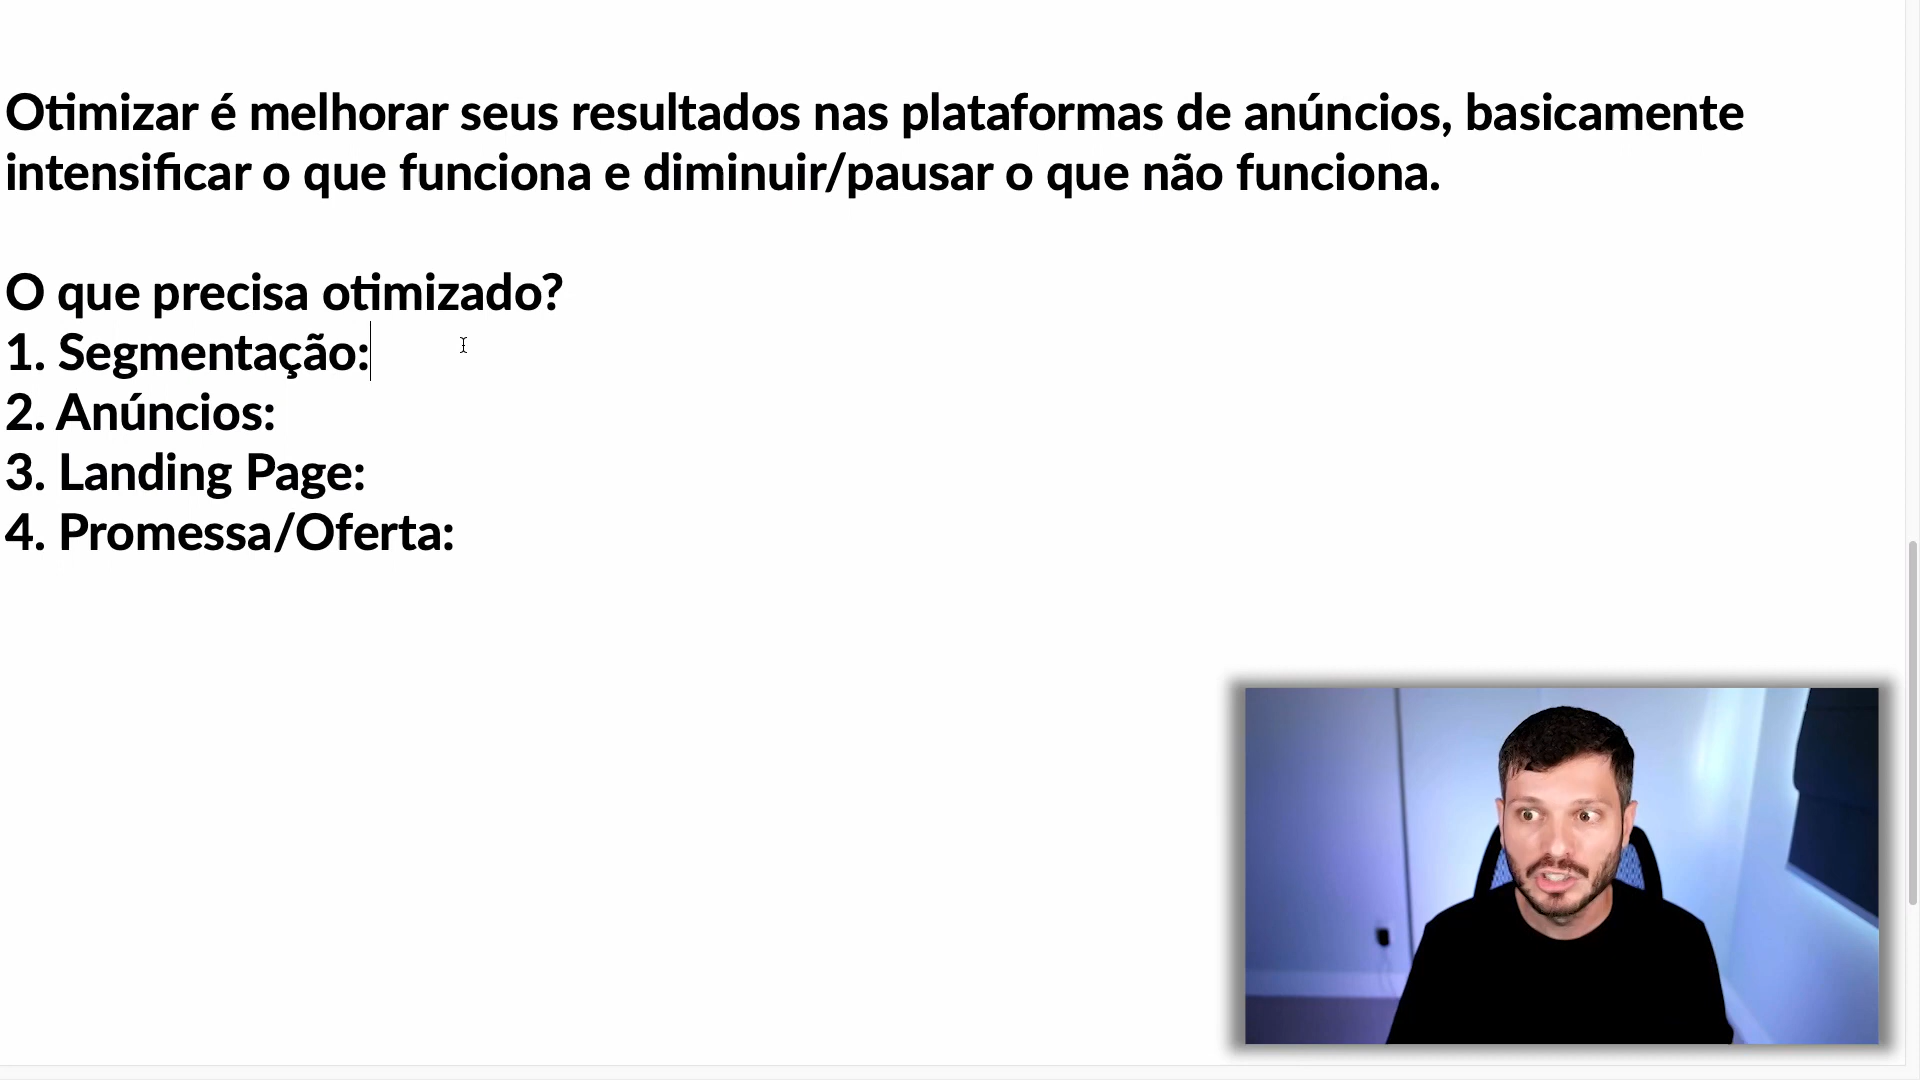 Otimizar é melhorar seus resultados nas plataformas de anúncios, basicamente
intensificar o que funciona e diminuir/pausar o que não funciona.
O que precisa otimizado?
1. Segmentação:
2. Anúncios:
3. Landing Page:
4. Promessa/Oferta: